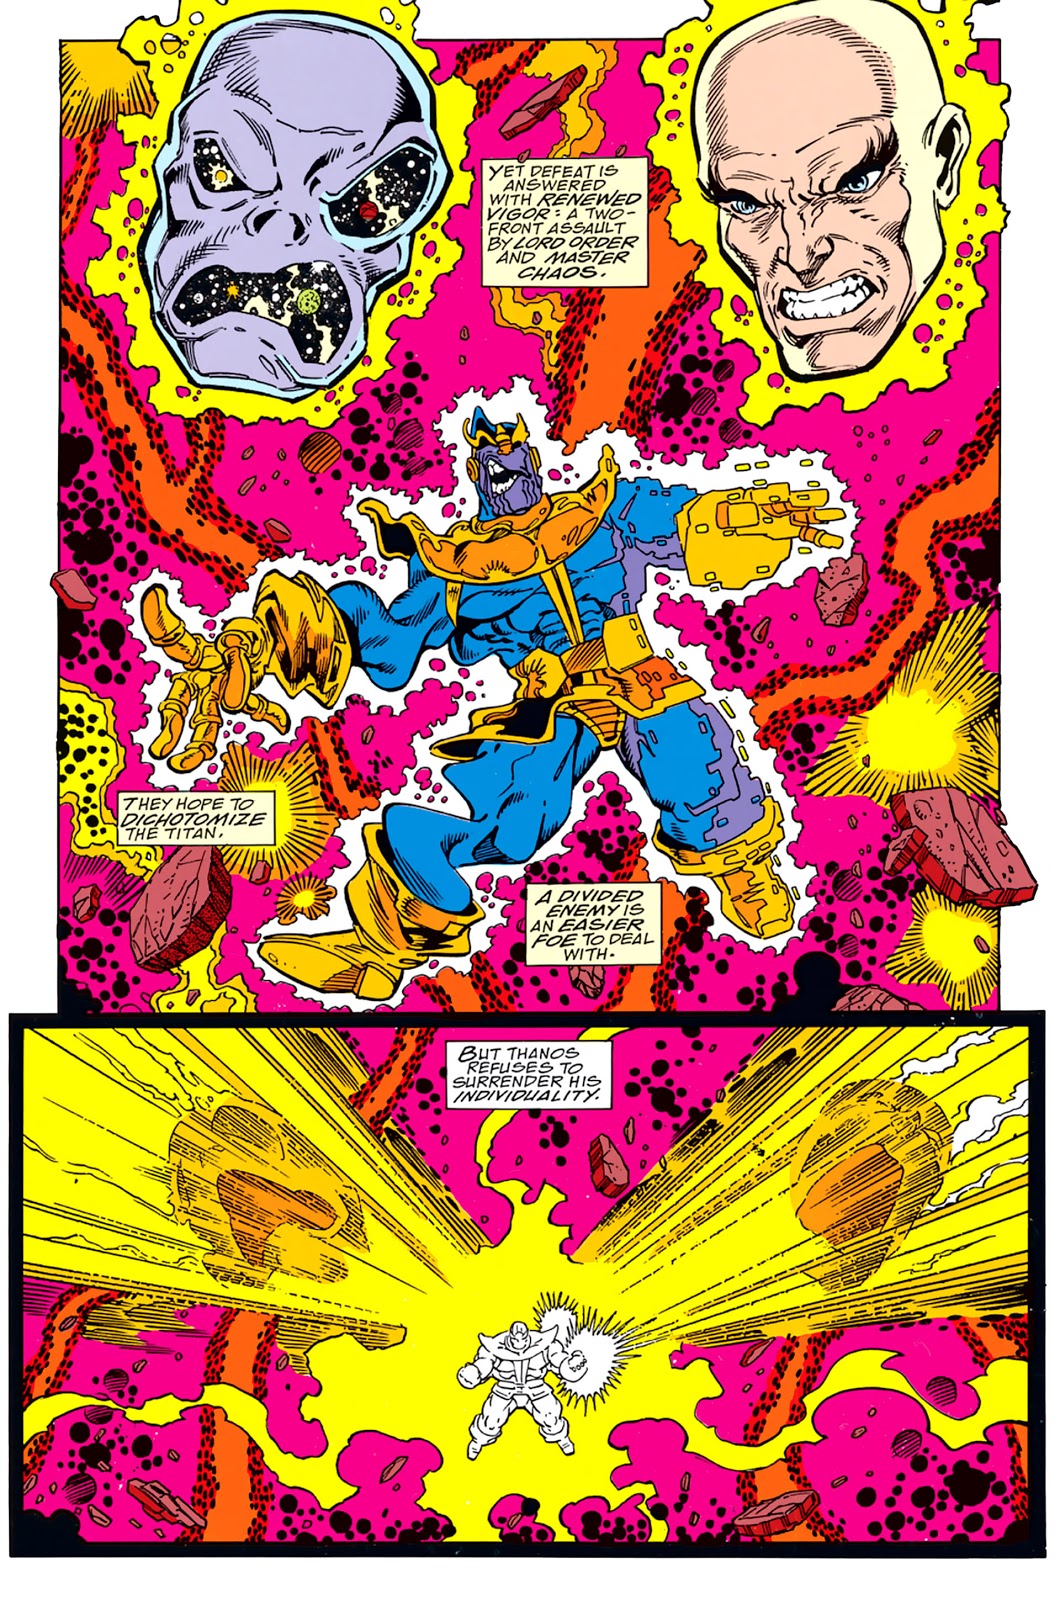 YET DEFEAT IS
ANSWERED
WITH RENEWED
VIGOR: A TWO-
FRONT ASSAULT
BY LORD ORDER
AND MASTER
CHAOS.
THEY HOPE TO
DICHOTOMIZE
THE TITAN.
A DIVIDED
ENEMY IS
AN EASIER
FOE TO DEAL
WITH.
BUT THANOS
REFUSES TO
SURRENDER HIS
INDIVIDUALITY.